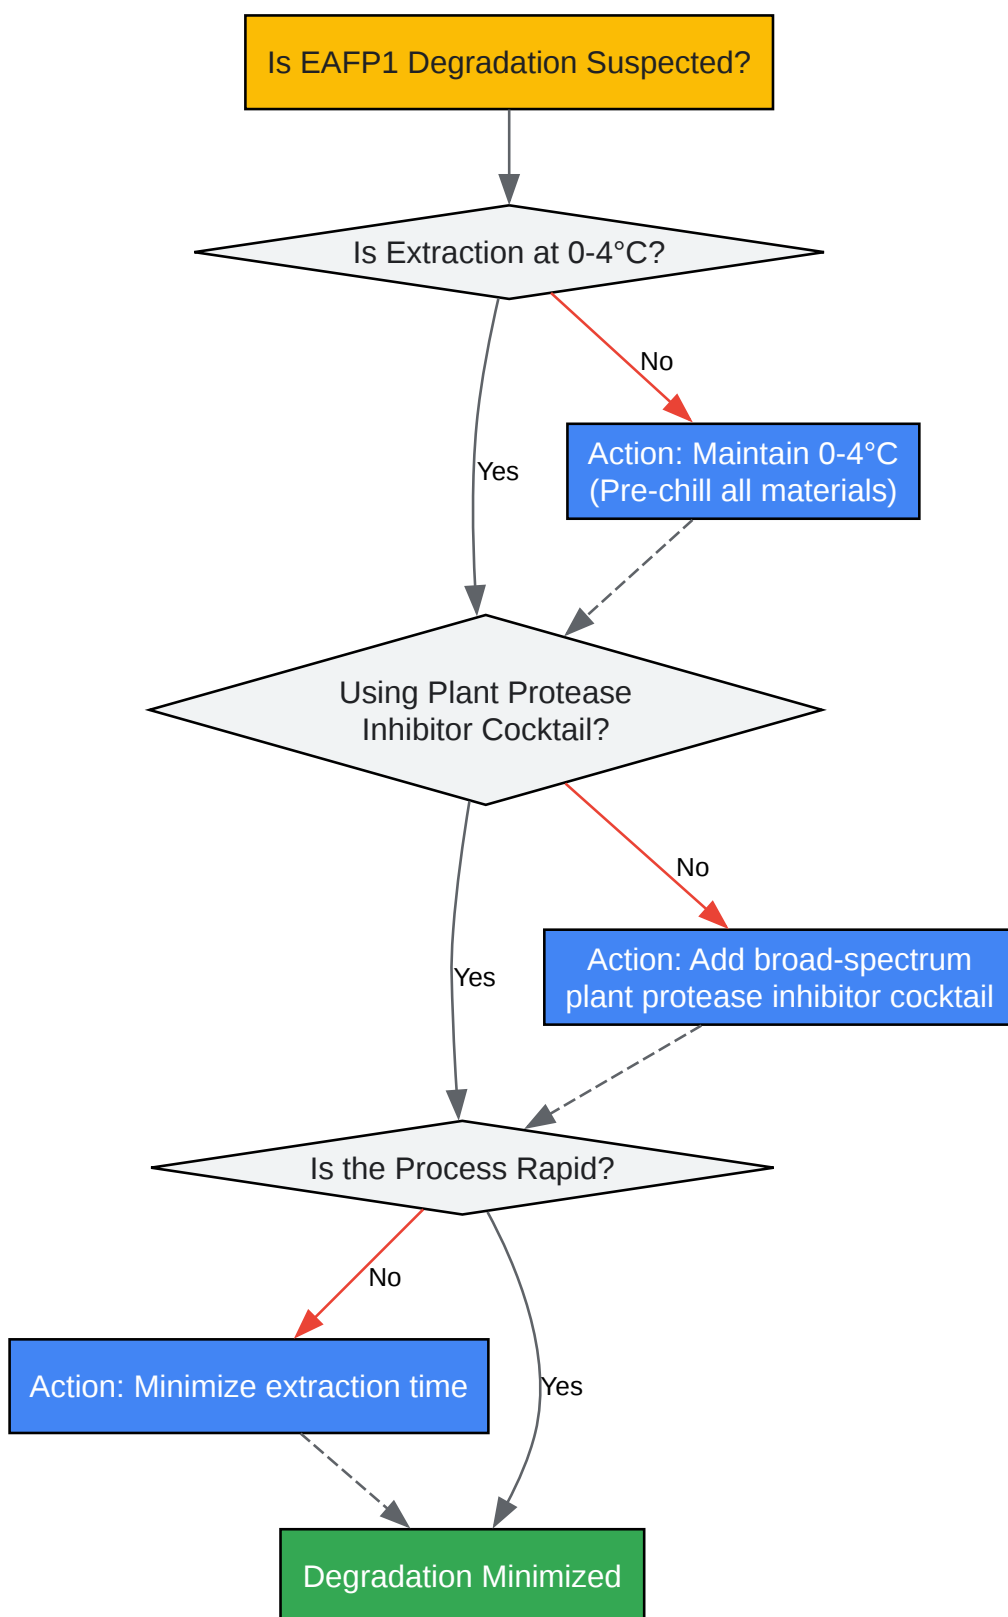 Is EAFP1 Degradation Suspected?
Is Extraction at 0-4°C?
No
Action: Maintain 0-4°C
(Pre-chill all materials)
Yes
Using Plant Protease
Inhibitor Cocktail?
No
Action: Add broad-spectrum
plant protease inhibitor cocktail
Yes
Is the Process Rapid?
No
Action: Minimize extraction time
Yes
Degradation Minimized